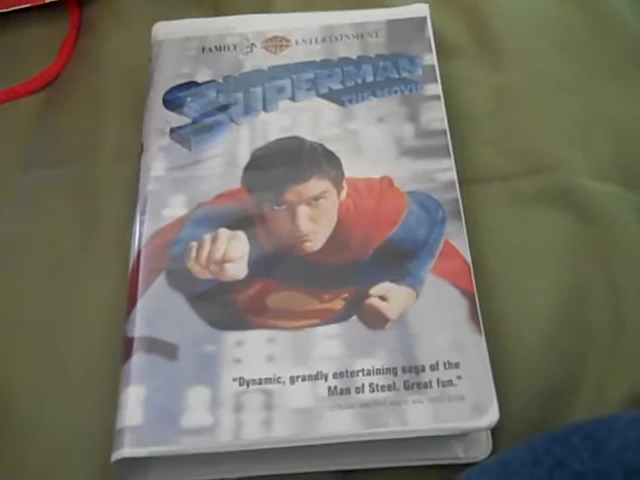 FAMILY ENTERTAINMENT
SUPERMAN
THE MOVIE
"Dynamic, grandly entertaining saga of the
Man of Steel. Great fun."